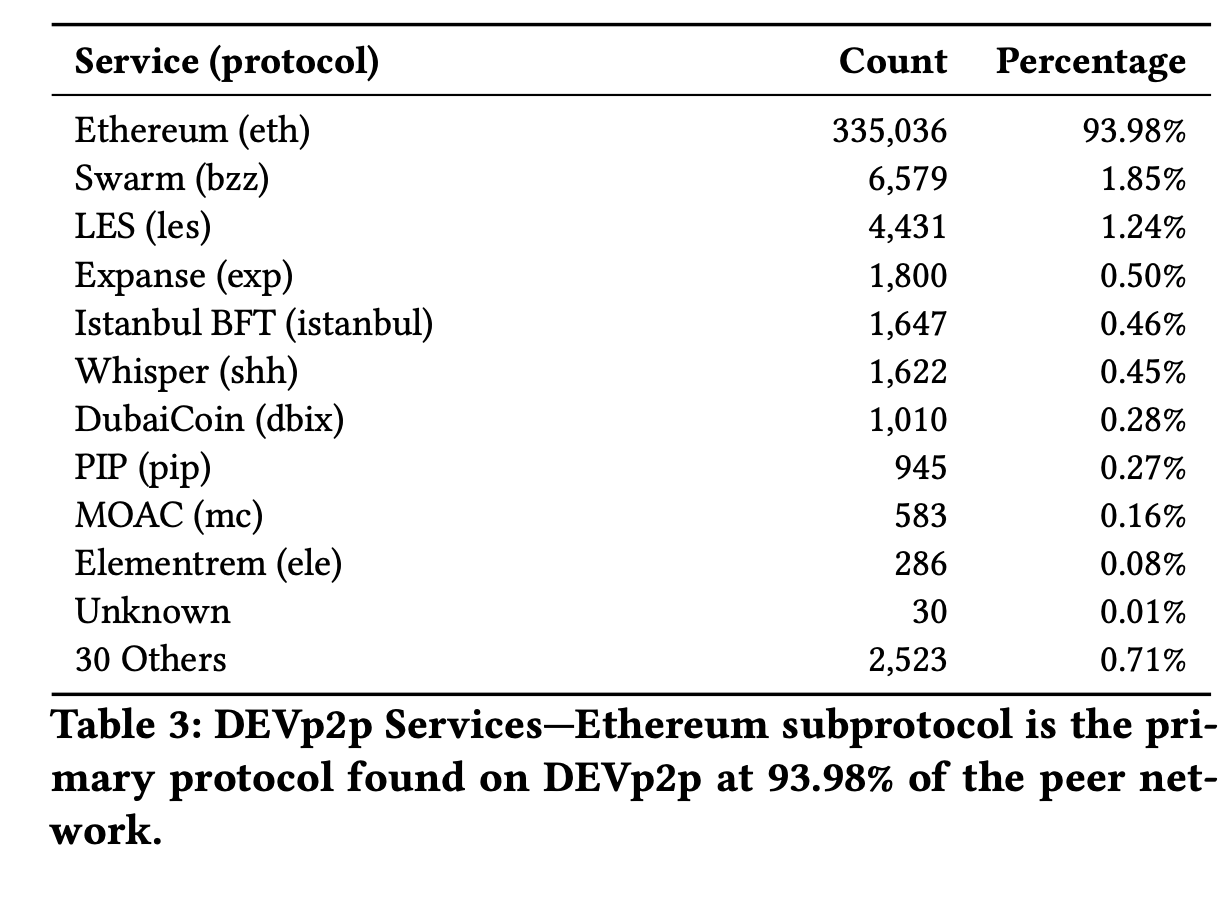 Service (protocol) Count Percentage
Ethereum (eth) 335,036 93.98%
Swarm (bzz) 6,579 1.85%
LES (les) 4,431 1.24%
Expanse (exp) 1,800 0.50%
Istanbul BFT (istanbul) 1,647 0.46%
Whisper (shh) 1,622 0.45%
DubaiCoin (dbix) 1,010 0.28%
PIP (pip) 945 0.27%
MOAC (mc) 583 0.16%
Elementrem (ele) 286 0.08%
Unknown 30 0.01%
30 Others 2,523 0.71%
Table 3: DEVp2p Services—Ethereum subprotocol is the pri-
mary protocol found on DEVp2p at 93.98% of the peer net-
work.